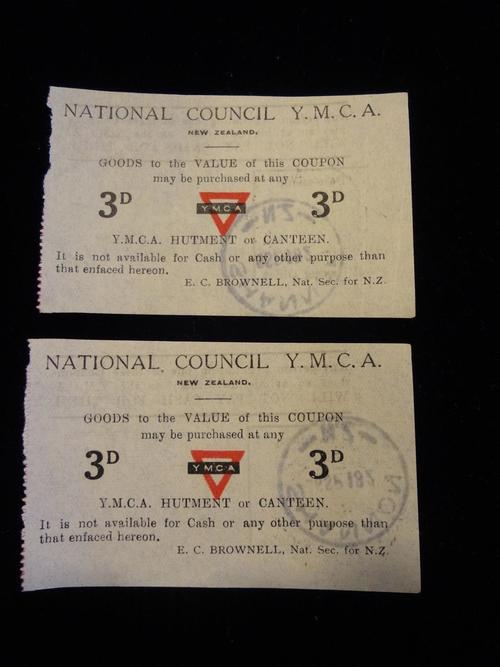 NATIONAL COUNCIL Y. M. C. A.
NEW ZEALAND.
GOODS to the VALUE of this COUPON
may be purchased at any
3D YMCA 3D
Y.M.C.A. HUTMENT or CANTEEN.
It is not available for Cash or any other purpose than
that enfaced hereon.
E. C. BROWNELL, Nat. Sec. for N.Z.
NATIONAL COUNCIL Y. M. C. A.
NEW ZEALAND.
GOODS to the VALUE of this COUPON
may be purchased at any
3D YMCA 3D
Y.M.C.A. HUTMENT or CANTEEN.
It is not available for Cash or any other purpose than
that enfaced hereon.
E. C. BROWNELL, Nat. Sec. for N.Z.